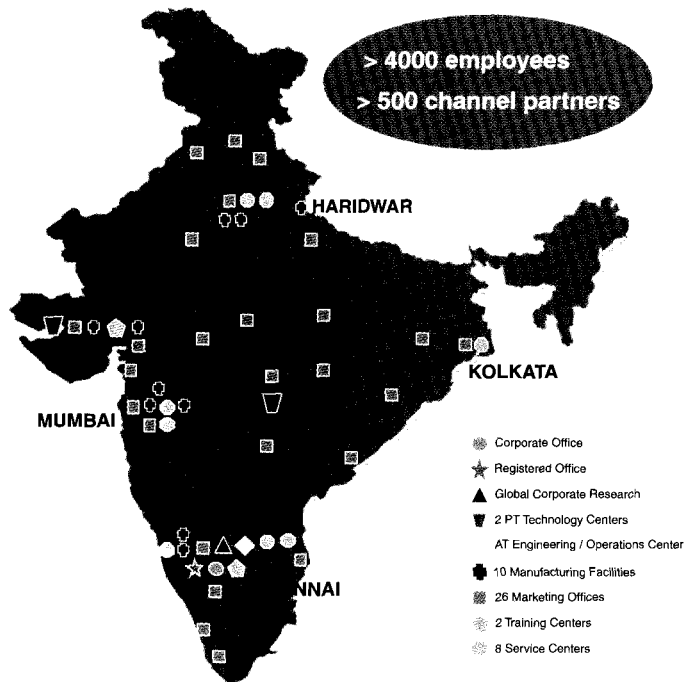 > 4000 employees
> 500 channel partners
HARIDWAR
KOLKATA
MUMBAI
NNAI
Corporate Office
Registered Office
Global Corporate Research
2 PT Technology Centers
AT Engineering / Operations Center
10 Manufacturing Facilities
26 Marketing Offices
2 Training Centers
8 Service Centers